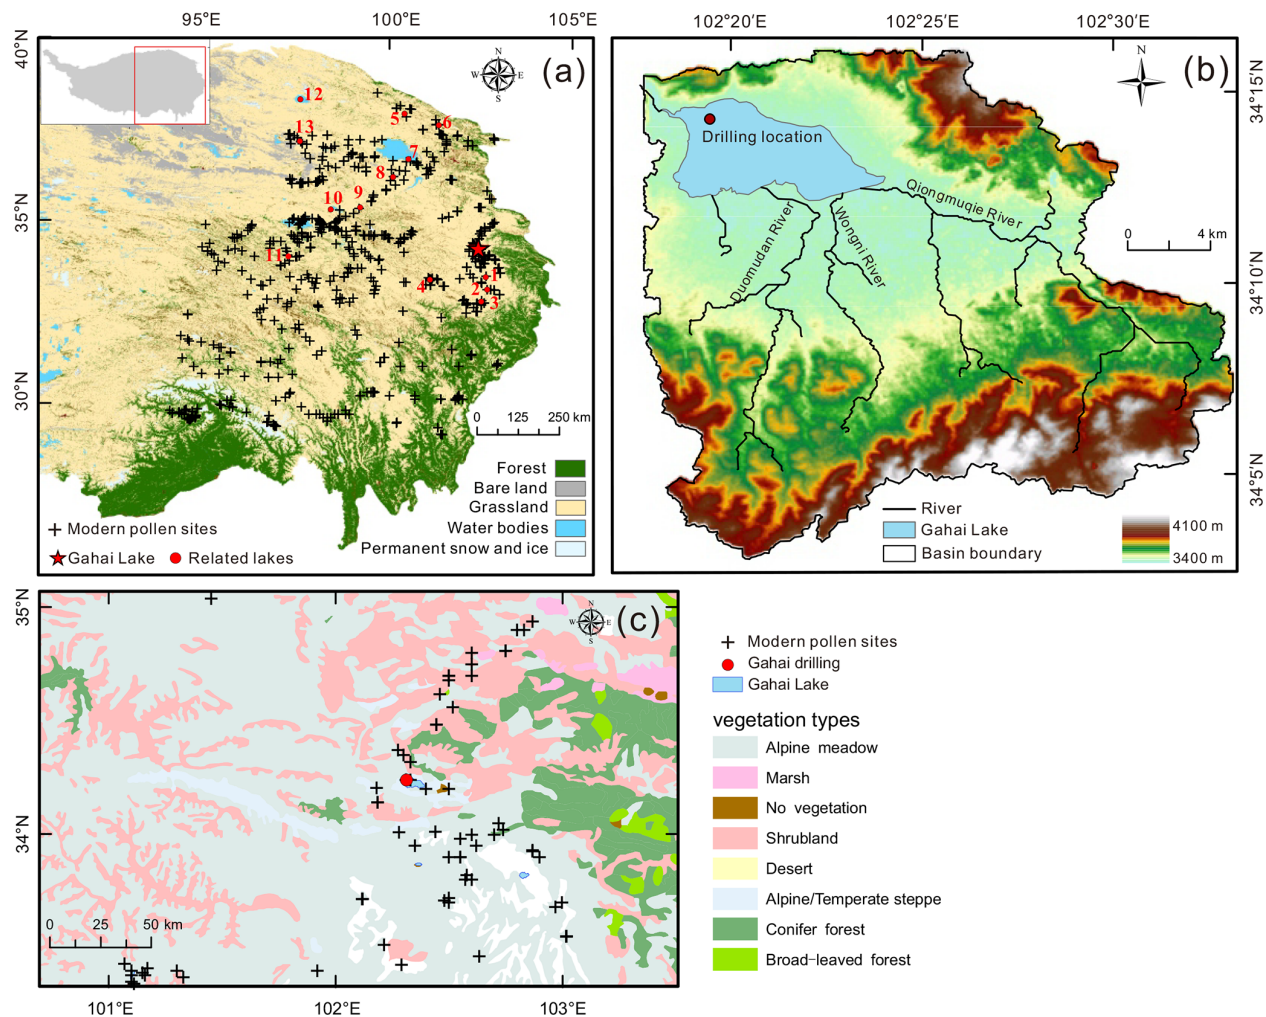 95°E
100°E
105°E
40°N
35°N
30°N
(a)
N
W
E
S
12
13
5
6
7
8
9
10
11
4
1
2
3
0 125 250 km
Forest
Bare land
Grassland
Water bodies
Permanent snow and ice
Modern pollen sites
Gahai Lake
Related lakes
102°20′E
102°25′E
102°30′E
34°15′N
34°10′N
34°5′N
(b)
N
Drilling location
Qiongmuqie River
Duomudan River
Wongni River
0 4 km
River
Gahai Lake
Basin boundary
4100 m
3400 m
35°N
34°N
(c)
N
W
E
S
0 25 50 km
101°E
102°E
103°E
Modern pollen sites
Gahai drilling
Gahai Lake
vegetation types
Alpine meadow
Marsh
No vegetation
Shrubland
Desert
Alpine/Temperate steppe
Conifer forest
Broad-leaved forest